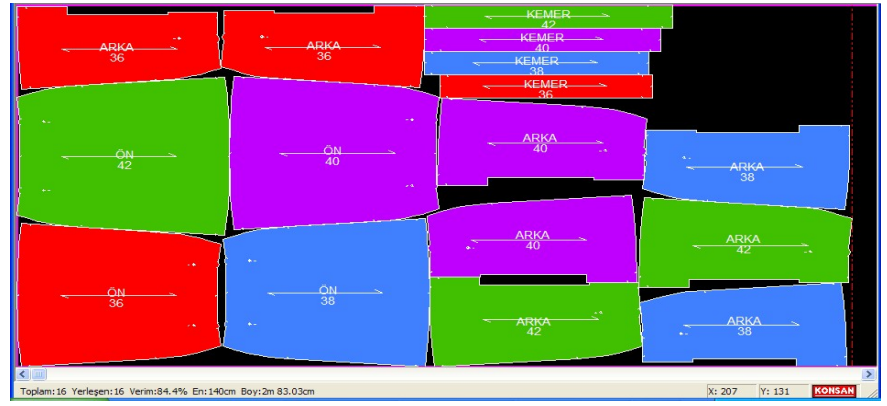 ARKA
36
ARKA
36
KEMER
42
KEMER
40
KEMER
38
KEMER
36
ÖN
42
ÖN
40
ARKA
40
ARKA
38
ARKA
40
ARKA
42
ÖN
36
ÖN
38
ARKA
42
ARKA
38
Toplam:16 Yerleşen:16 Verim:84.4% En:140cm Boy:2m 83.03cm
X: 207
Y: 131
KONSAN